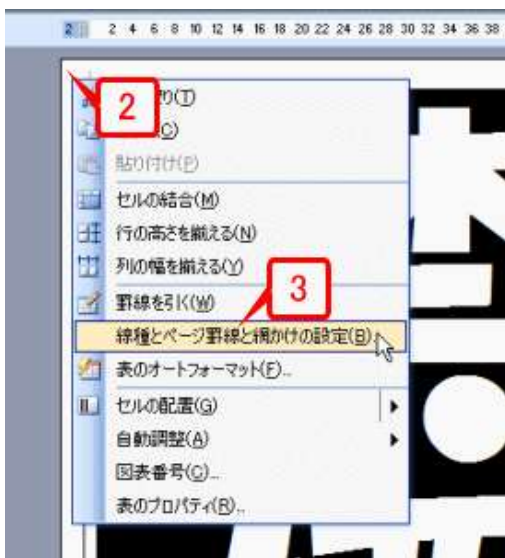 2 2 4 6 8 10 12 14 16 18 20 22 24 26 28 30 32 34 36 38
2
り(T)
(C)
貼り付け(P)
セルの結合(M)
行の高さを揃える(N)
列の幅を揃える(Y)
罫線を引く(W)
3
線種とページ罫線と網かけの設定(B)...
表のオートフォーマット(F)...
セルの配置(G)
自動調整(A)
図表番号(C)...
表のプロパティ(R)...